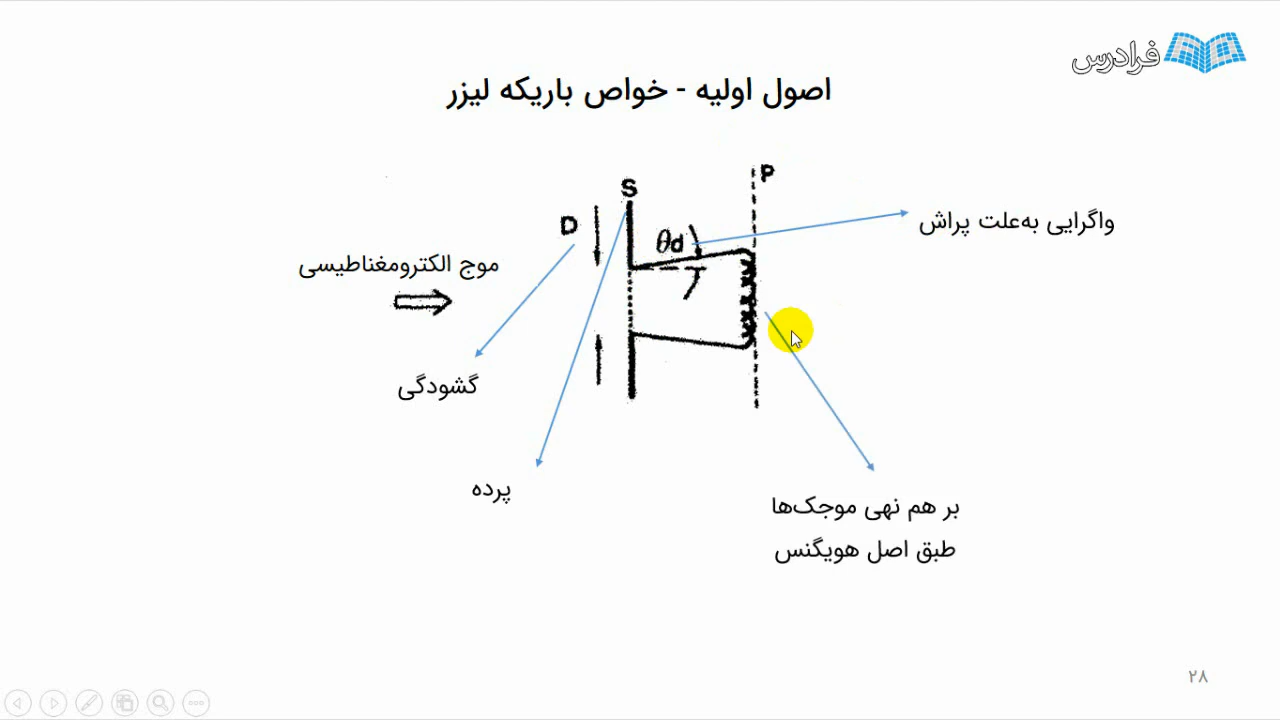 فرادرس
اصول اولیه - خواص باریکه لیزر
S
P
D
θd
واگرایی به‌علت پراش
موج الکترومغناطیسی
گشودگی
پرده
بر هم نهی موجک‌ها
طبق اصل هویگنس
۲۸